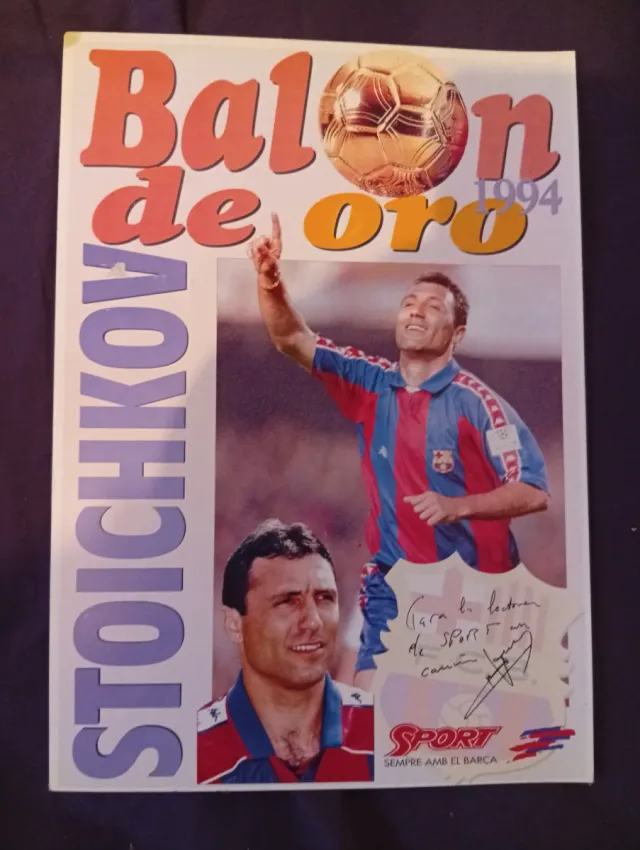 Balon
de oro
1994
STOICHKOV
Para los lectores
de SPORT con
cariño
SPORT
SEMPRE AMB EL BARÇA